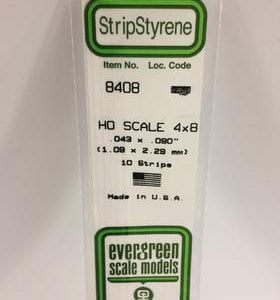 StripStyrene
Item No. Loc. Code
8408
HO SCALE 4x8
.043 x .090"
(1.09 x 2.29 mm)
10 Strips
Made in U.S.A.
evergreen
scale models